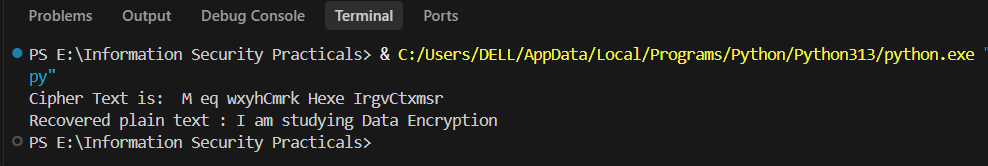 Problems Output Debug Console Terminal Ports
PS E:\Information Security Practicals> & C:/Users/DELL/AppData/Local/Programs/Python/Python313/python.exe "
py"
Cipher Text is:  M eq wxyhCmrk Hexe IrgvCtxmsr
Recovered plain text : I am studying Data Encryption
PS E:\Information Security Practicals>